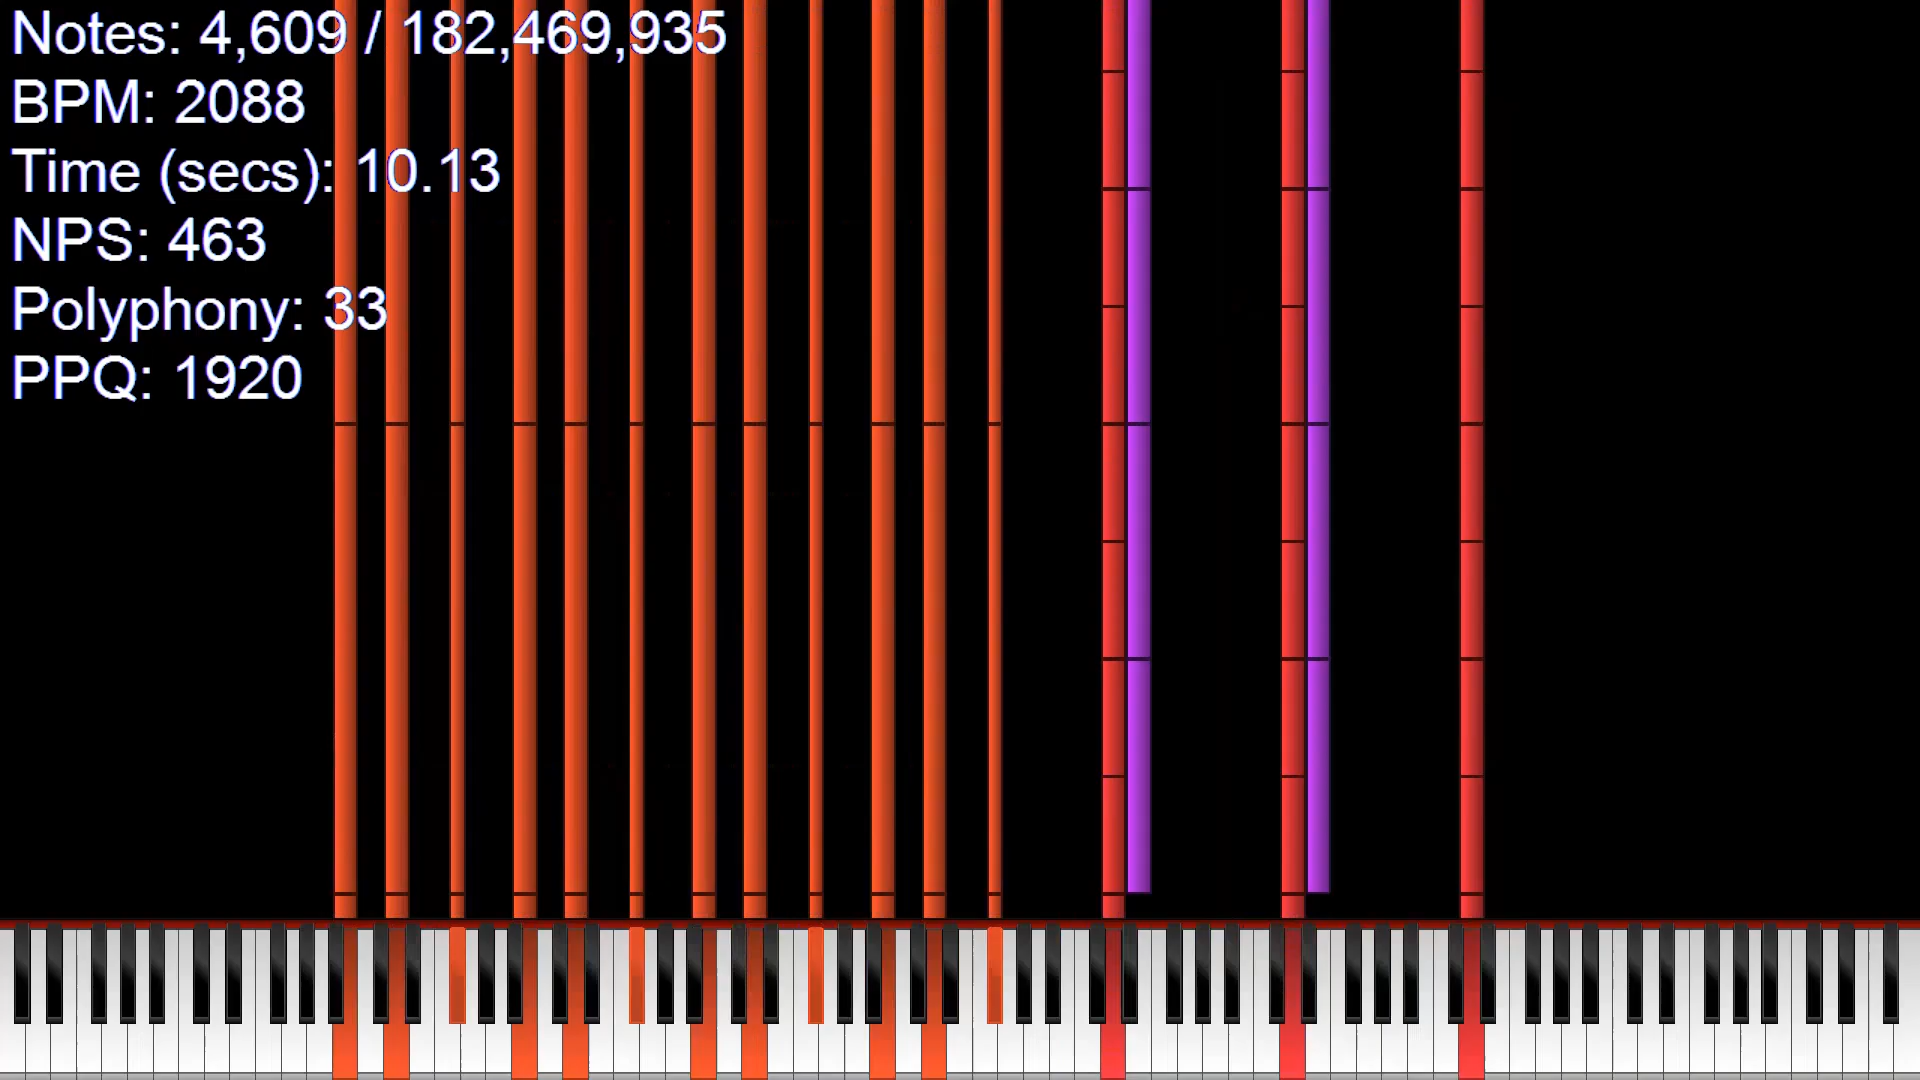 Notes: 4,609 / 182,469,935
BPM: 2088
Time (secs): 10.13
NPS: 463
Polyphony: 33
PPQ: 1920